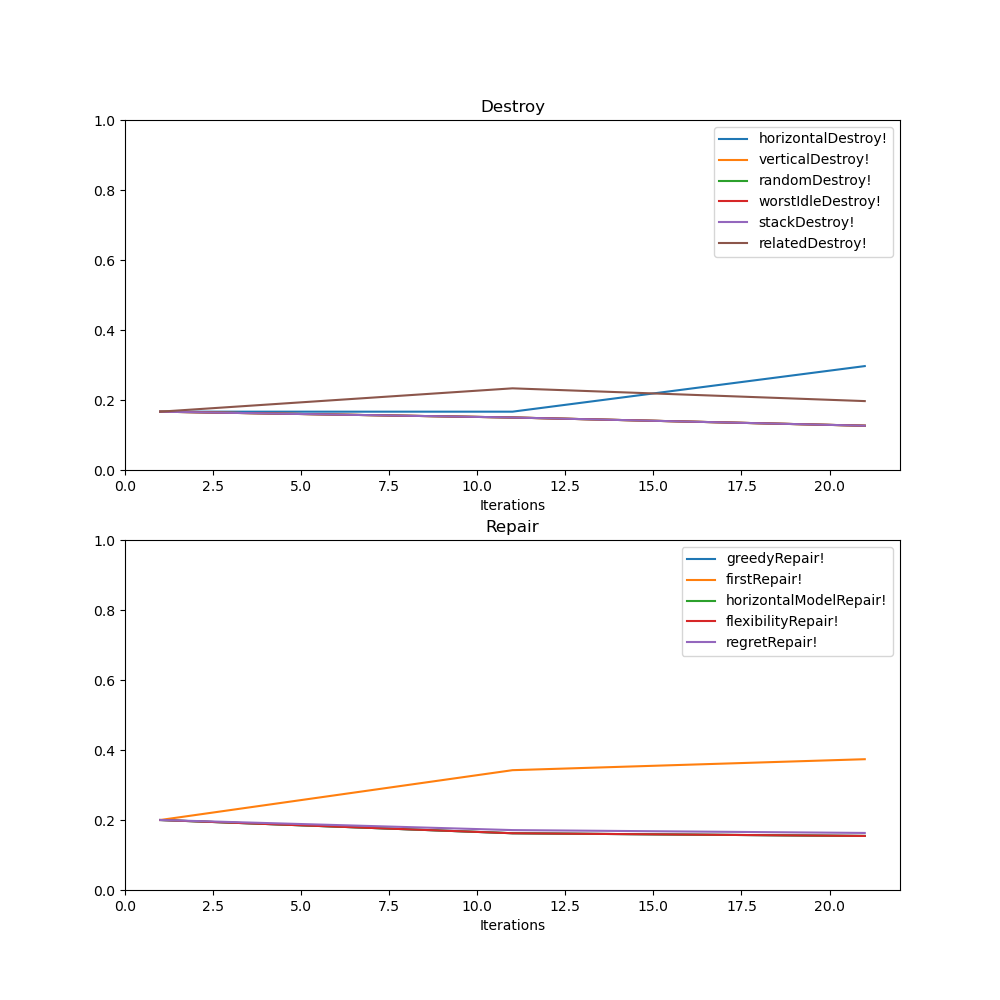 Destroy
1.0
0.8
0.6
0.4
0.2
0.0
horizontalDestroy!
verticalDestroy!
randomDestroy!
worstIdleDestroy!
stackDestroy!
relatedDestroy!
0.0 2.5 5.0 7.5 10.0 12.5 15.0 17.5 20.0
Iterations
Repair
1.0
0.8
0.6
0.4
0.2
0.0
greedyRepair!
firstRepair!
horizontalModelRepair!
flexibilityRepair!
regretRepair!
0.0 2.5 5.0 7.5 10.0 12.5 15.0 17.5 20.0
Iterations